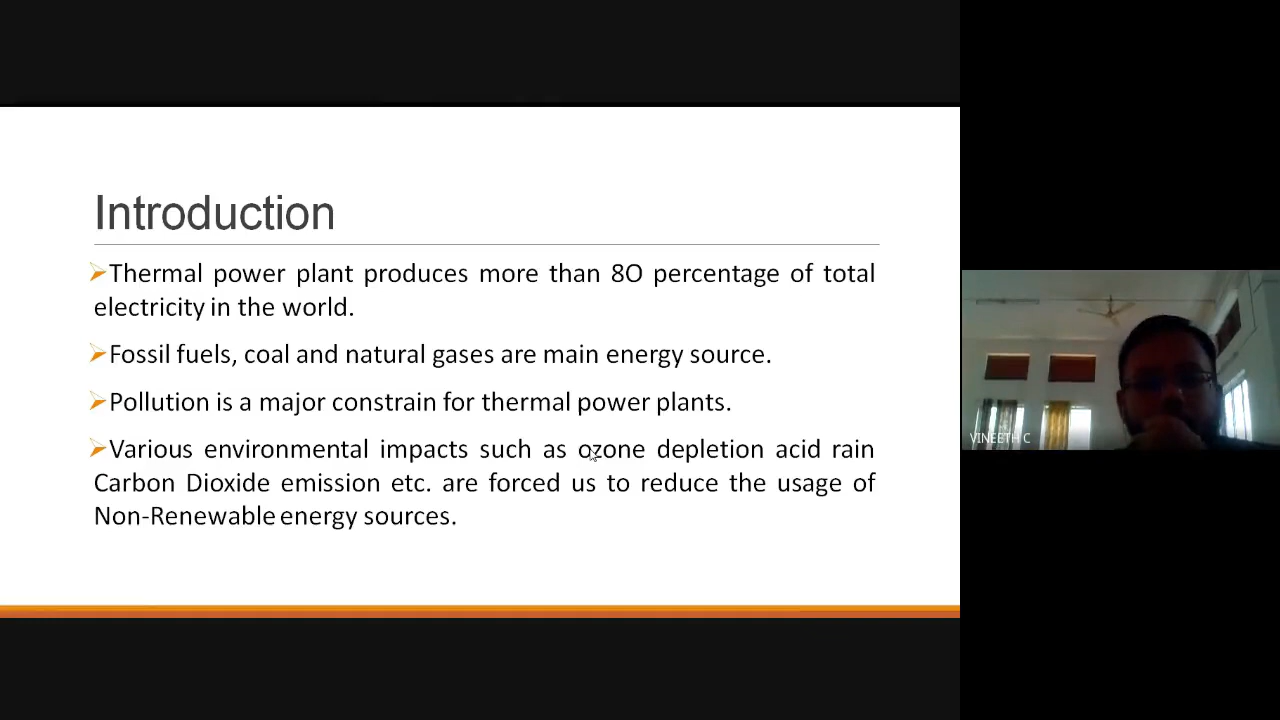 Introduction
Thermal power plant produces more than 8O percentage of total
electricity in the world.
Fossil fuels, coal and natural gases are main energy source.
Pollution is a major constrain for thermal power plants.
Various environmental impacts such as ozone depletion acid rain
Carbon Dioxide emission etc. are forced us to reduce the usage of
Non-Renewable energy sources.
VINEETH C